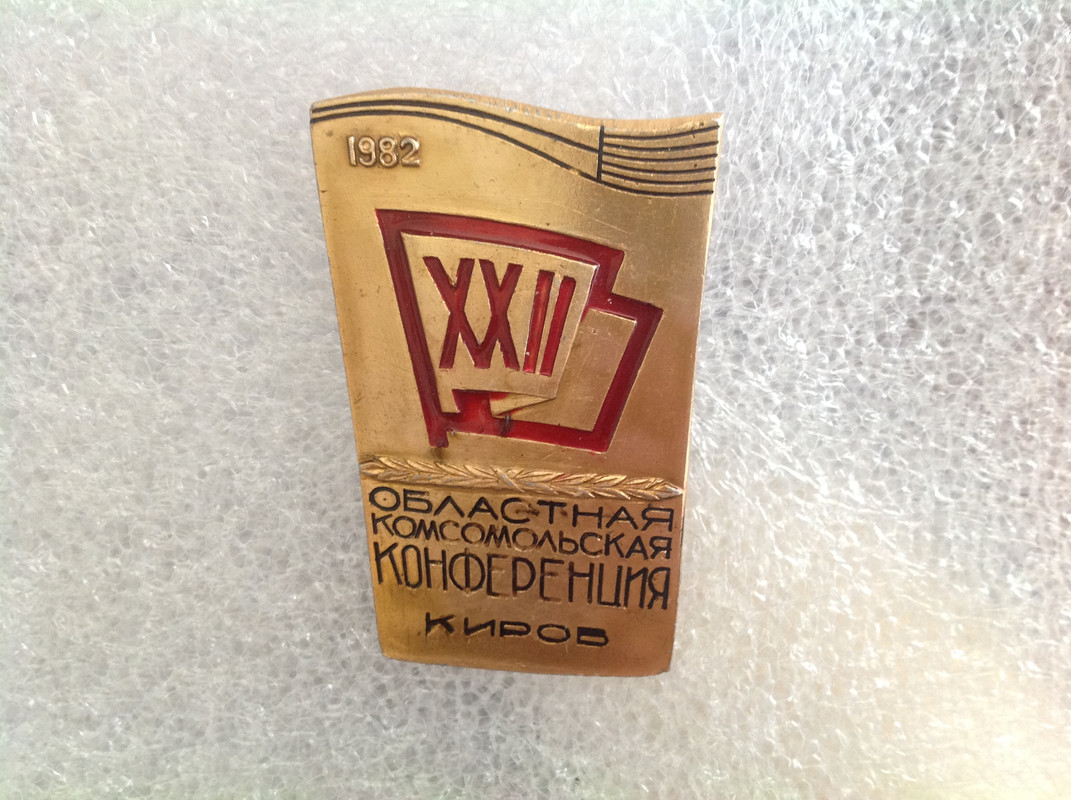 1982
XXII
ОБЛАСТНАЯ
КОМСОМОЛЬСКАЯ
КОНФЕРЕНЦИЯ
КИРОВ